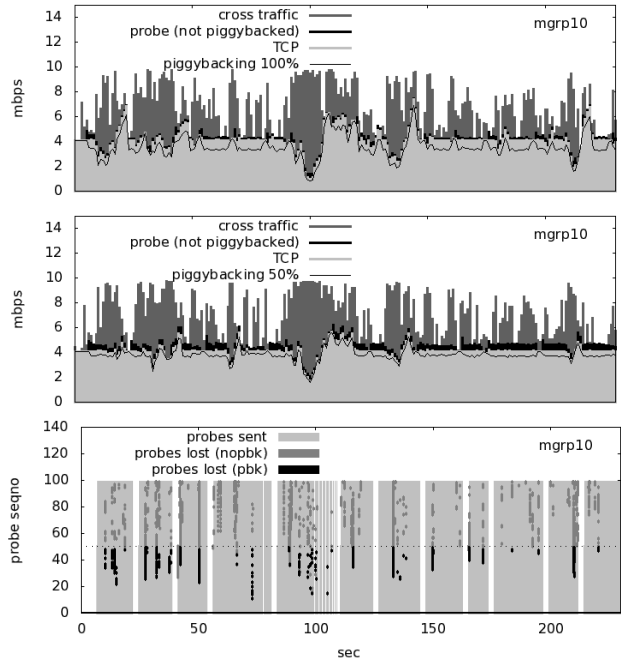 14
12
10
8
6
4
2
0
mbps
cross traffic
probe (not piggybacked)
TCP
piggybacking 100%
mgrp10
14
12
10
8
6
4
2
0
mbps
cross traffic
probe (not piggybacked)
TCP
piggybacking 50%
mgrp10
140
120
100
80
60
40
20
0
probe seqno
probes sent
probes lost (nopbk)
probes lost (pbk)
mgrp10
0 50 100 150 200
sec